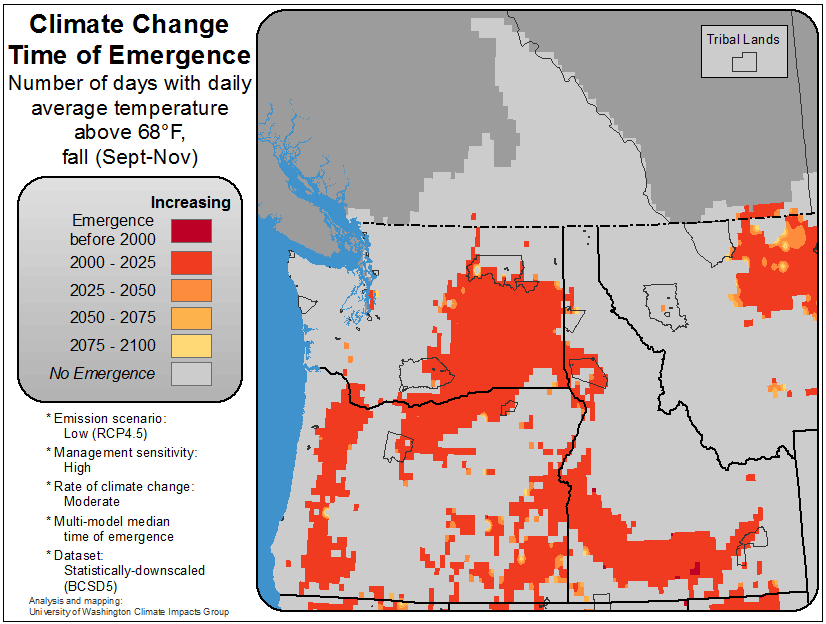 Climate Change
Time of Emergence
Number of days with daily
average temperature
above 68°F,
fall (Sept-Nov)
Increasing
Emergence
before 2000
2000 - 2025
2025 - 2050
2050 - 2075
2075 - 2100
No Emergence
* Emission scenario:
Low (RCP4.5)
* Management sensitivity:
High
* Rate of climate change:
Moderate
* Multi-model median
time of emergence
* Dataset:
Statistically-downscaled
(BCSD5)
Analysis and mapping:
University of Washington Climate Impacts Group
Tribal Lands